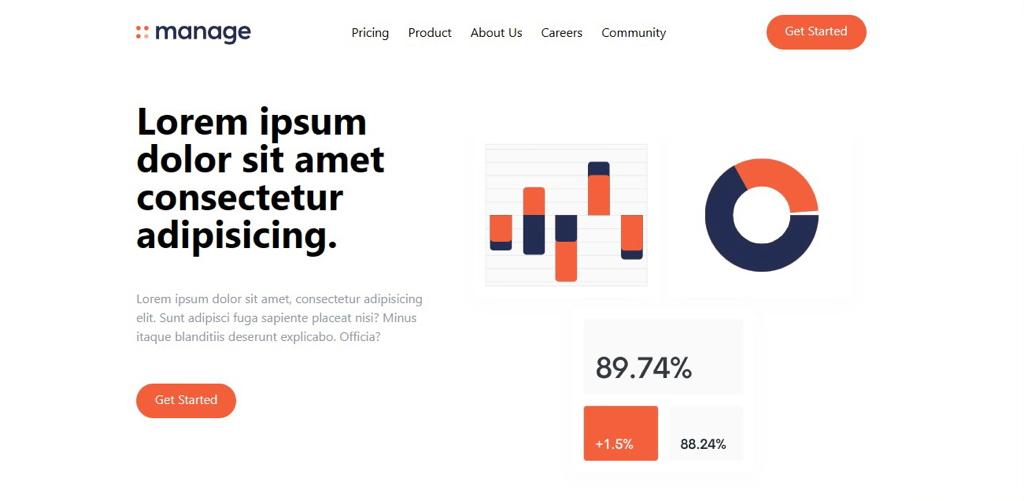 manage
Pricing Product About Us Careers Community
Get Started
Lorem ipsum
dolor sit amet
consectetur
adipisicing.
Lorem ipsum dolor sit amet, consectetur adipisicing
elit. Sunt adipisci fuga sapiente placeat nisi? Minus
itaque blanditiis deserunt explicabo. Officia?
Get Started
89.74%
+1.5% 88.24%